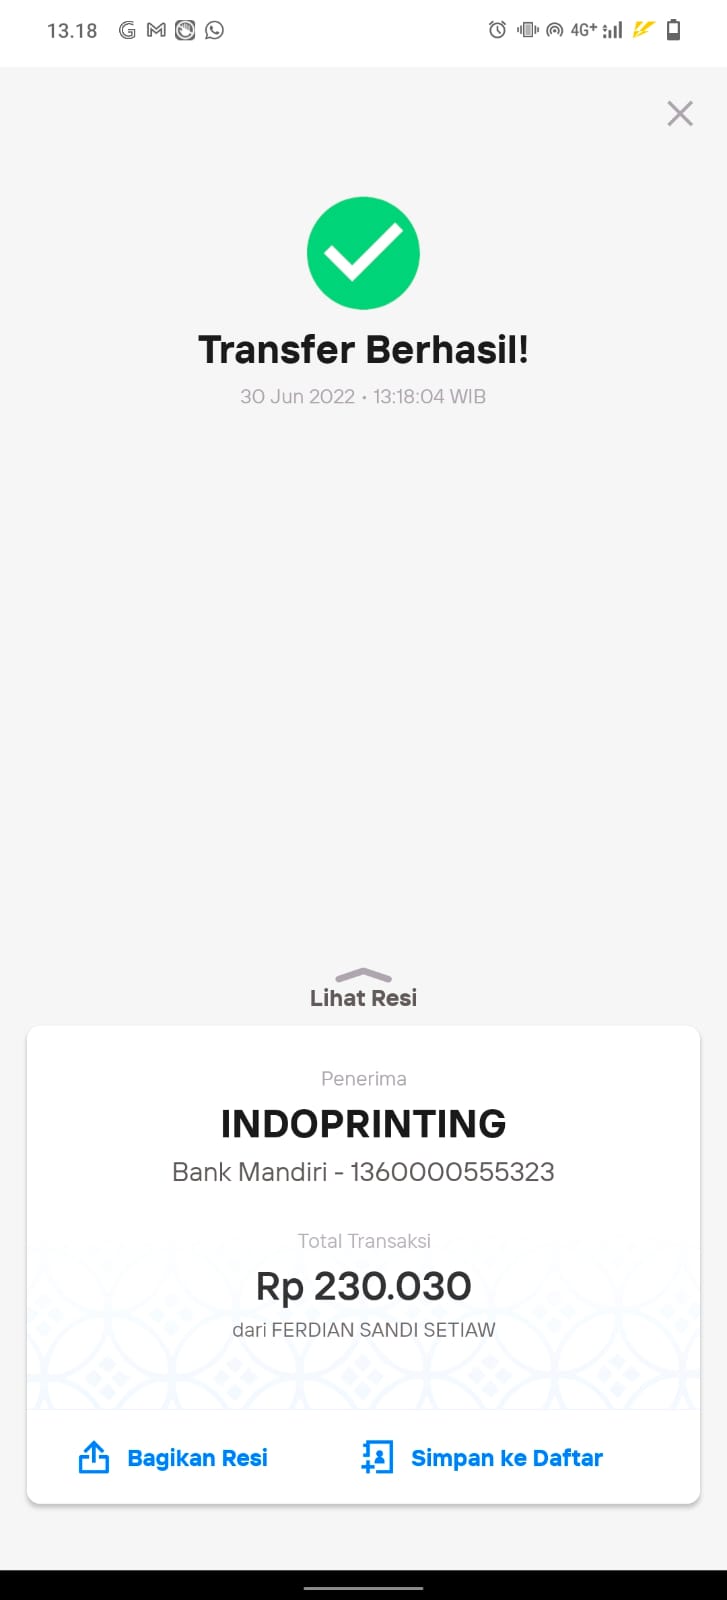 13.18
4G+
Transfer Berhasil!
30 Jun 2022 • 13:18:04 WIB
Lihat Resi
Penerima
INDOPRINTING
Bank Mandiri - 1360000555323
Total Transaksi
Rp 230.030
dari FERDIAN SANDI SETIAW
Bagikan Resi
Simpan ke Daftar